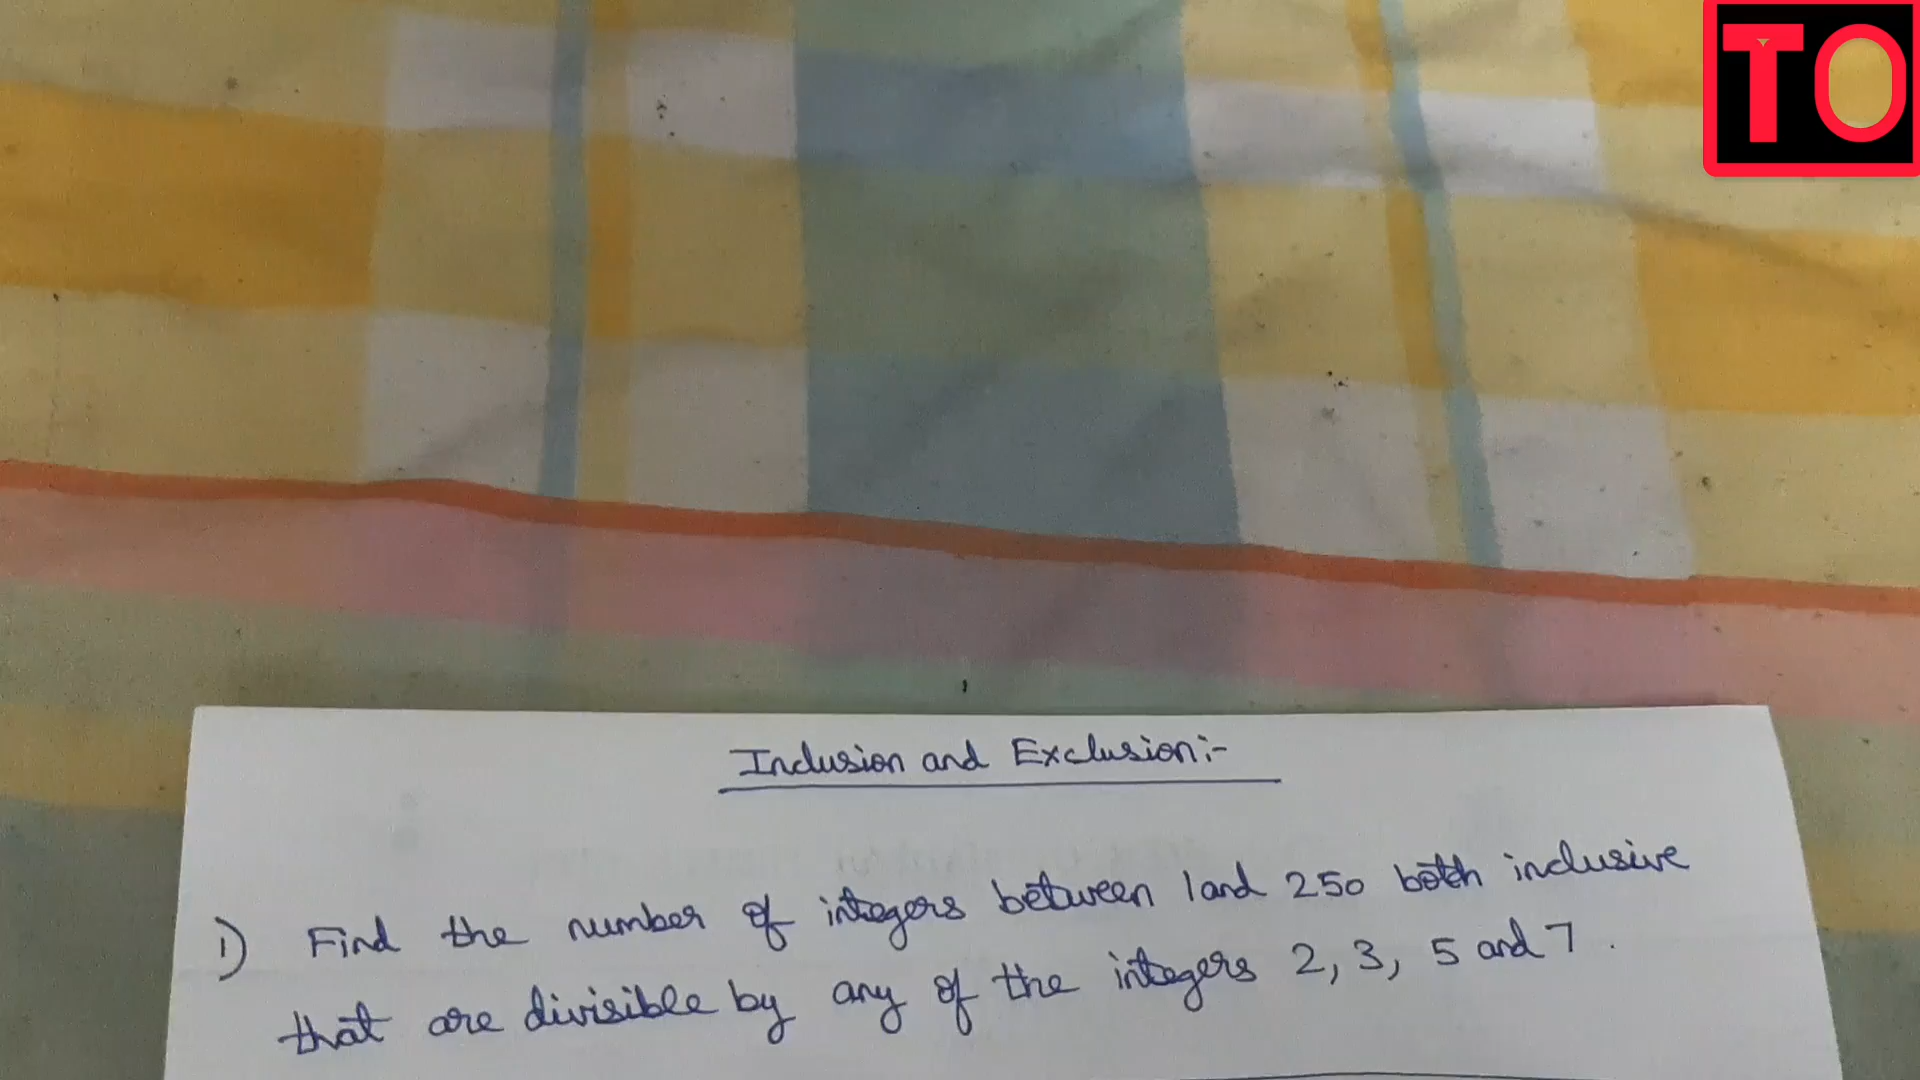 TO
Inclusion and Exclusion:-
1) Find the number of integers between 1 and 250 both inclusive
that are divisible by any of the integers 2, 3, 5 and 7.